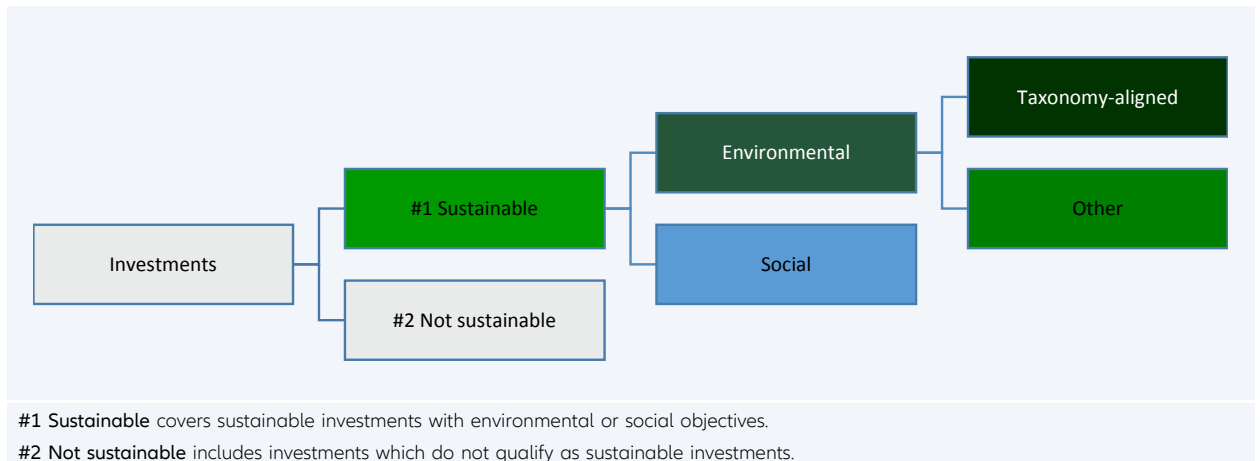 Taxonomy-aligned
Environmental
#1 Sustainable
Other
Investments
Social
#2 Not sustainable
#1 Sustainable covers sustainable investments with environmental or social objectives.
#2 Not sustainable includes investments which do not qualify as sustainable investments.